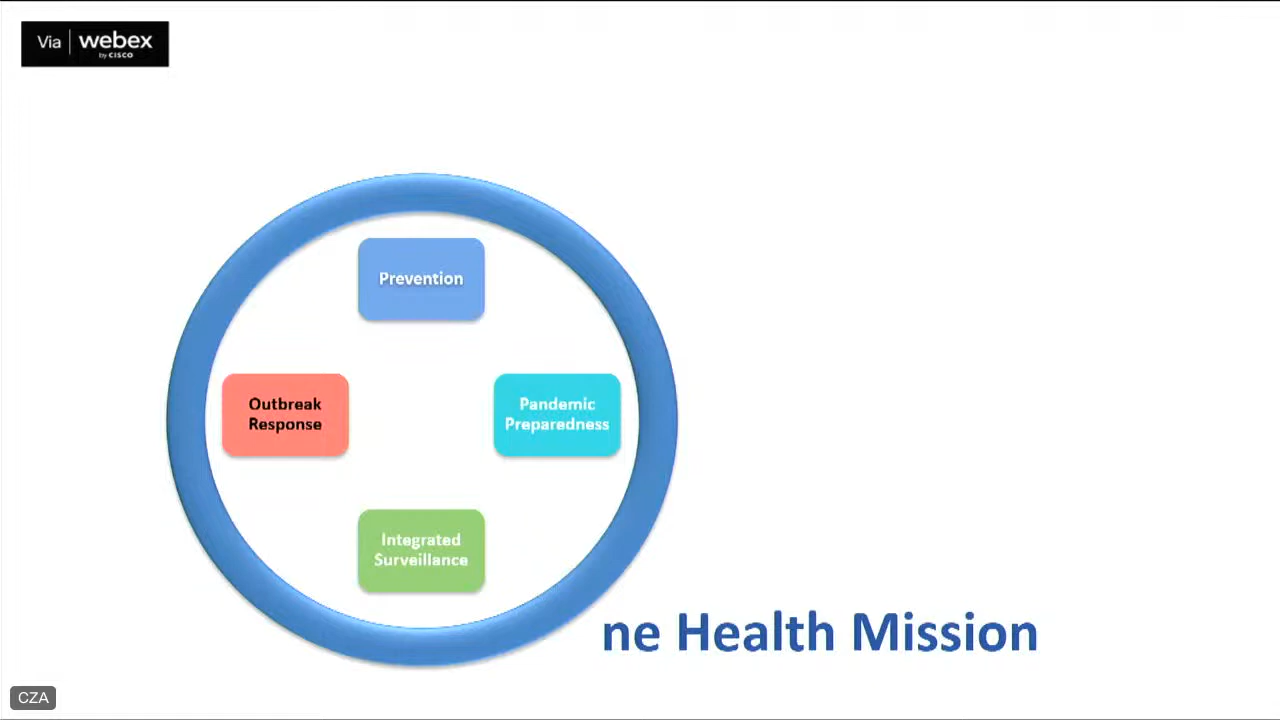 Via | webex
by CISCO
Prevention
Outbreak
Response
Pandemic
Preparedness
Integrated
Surveillance
ne Health Mission
CZA